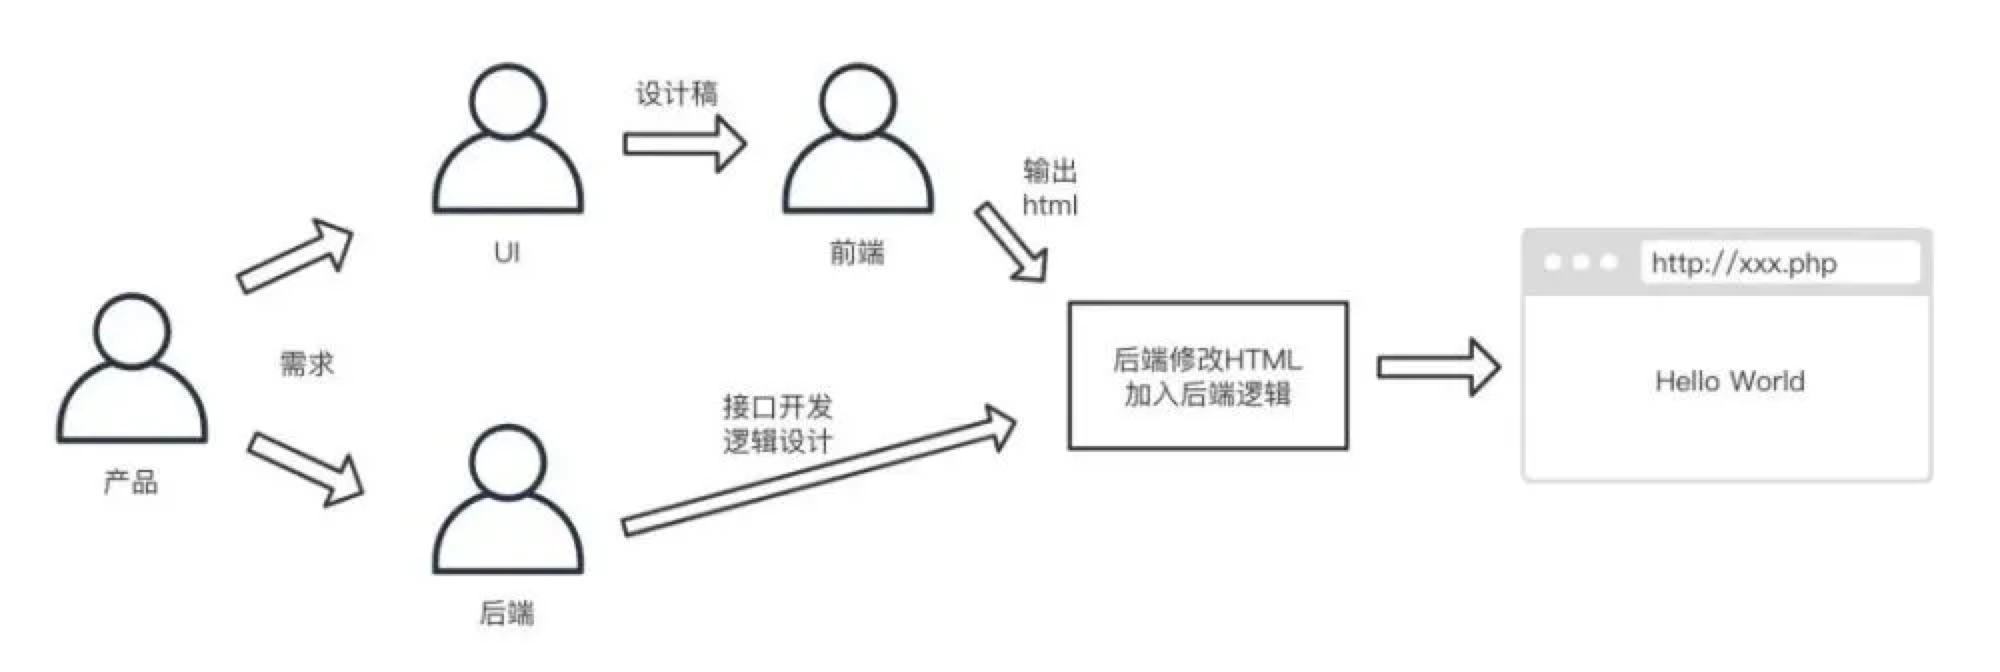 设计稿
输出
html
UI
前端
http://xxx.php
需求
后端修改HTML
加入后端逻辑
Hello World
接口开发
逻辑设计
产品
后端